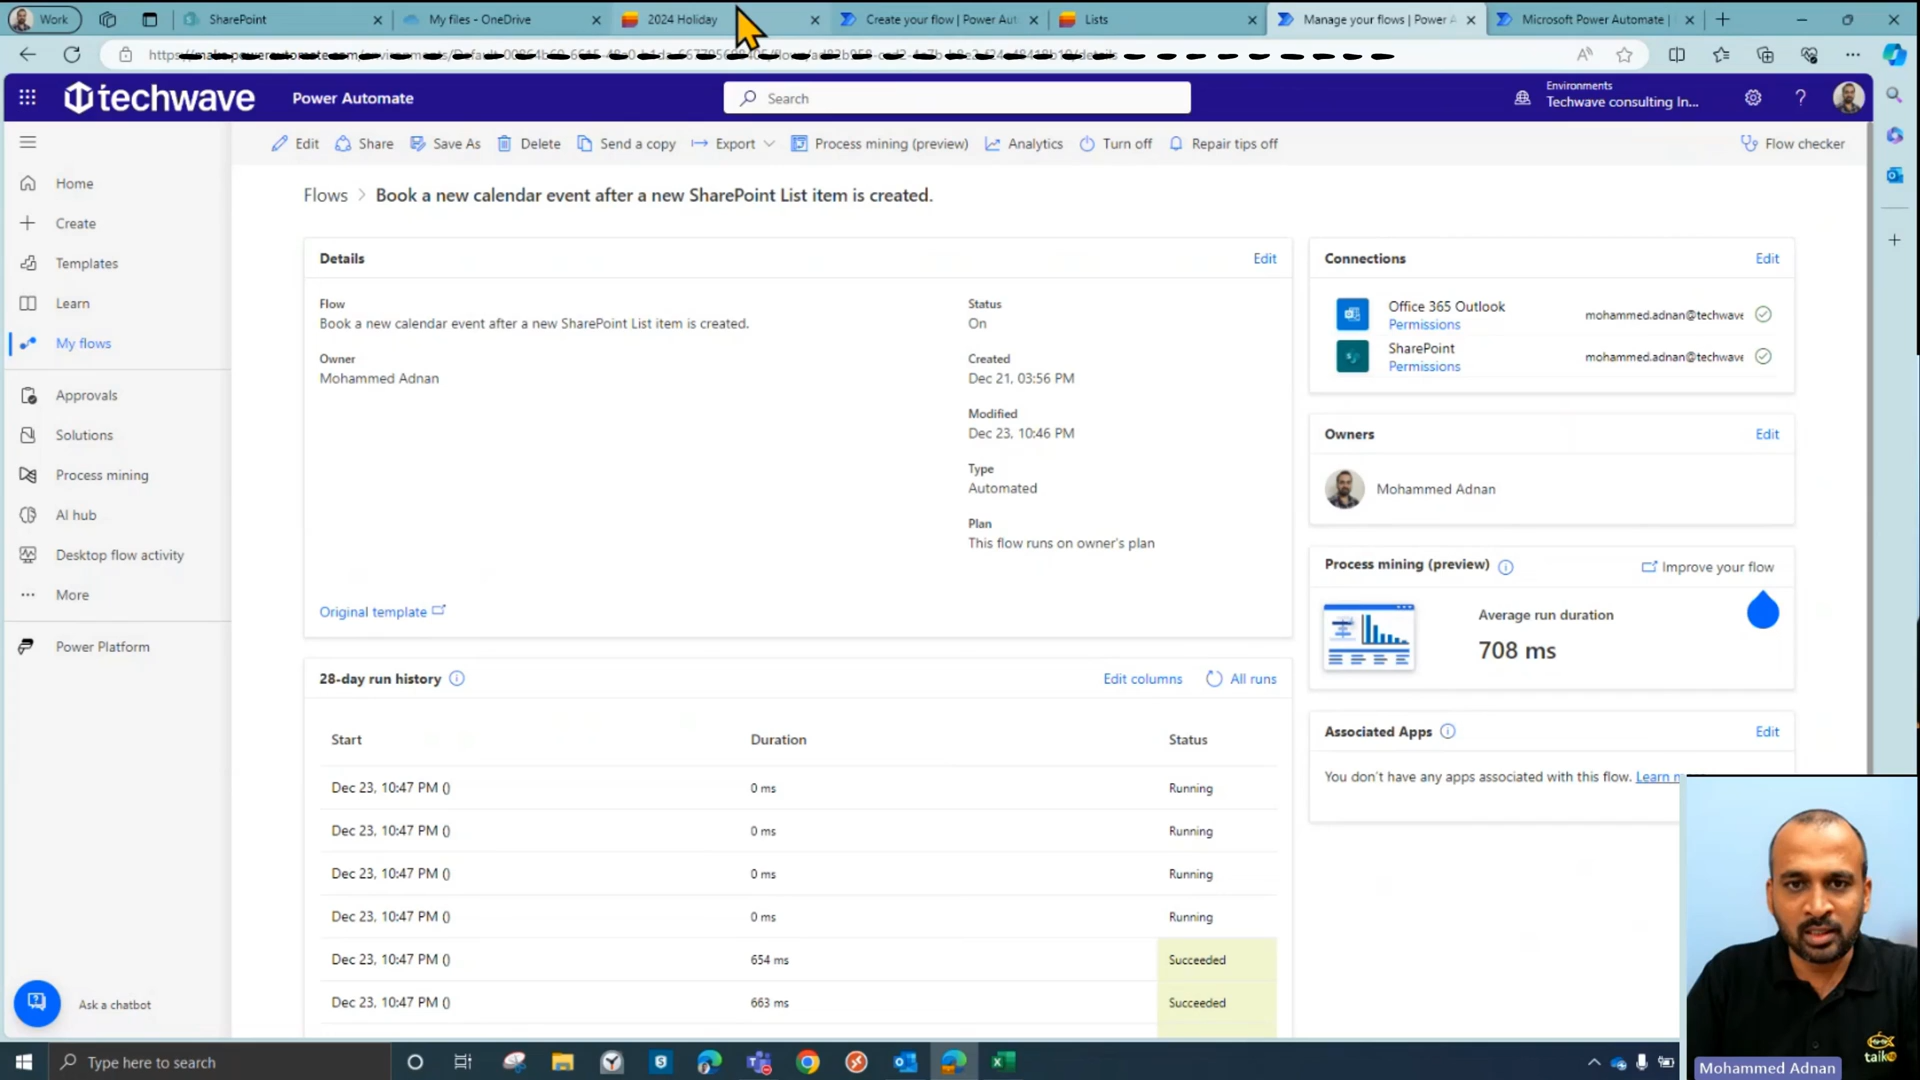 Work
SharePoint
My files - OneDrive
2024 Holiday
Create your flow | Power Aut
Lists
Manage your flows | Power A
Microsoft Power Automate |
techwave
Power Automate
Search
Environments
Techwave consulting In...
Edit
Share
Save As
Delete
Send a copy
Export
Process mining (preview)
Analytics
Turn off
Repair tips off
Flow checker
Home
Create
Templates
Learn
My flows
Approvals
Solutions
Process mining
AI hub
Desktop flow activity
More
Power Platform
Ask a chatbot
Flows > Book a new calendar event after a new SharePoint List item is created.
Details
Edit
Flow
Book a new calendar event after a new SharePoint List item is created.
Owner
Mohammed Adnan
Status
On
Created
Dec 21, 03:56 PM
Modified
Dec 23, 10:46 PM
Type
Automated
Plan
This flow runs on owner's plan
Original template
28-day run history
Edit columns
All runs
Start Duration Status
Dec 23, 10:47 PM () 0 ms Running
Dec 23, 10:47 PM () 0 ms Running
Dec 23, 10:47 PM () 0 ms Running
Dec 23, 10:47 PM () 0 ms Running
Dec 23, 10:47 PM () 654 ms Succeeded
Dec 23, 10:47 PM () 663 ms Succeeded
Connections
Edit
Office 365 Outlook
Permissions
mohammed.adnan@techwave
SharePoint
Permissions
mohammed.adnan@techwave
Owners
Edit
Mohammed Adnan
Process mining (preview)
Improve your flow
Average run duration
708 ms
Associated Apps
Edit
You don't have any apps associated with this flow. Learn
taiko
Mohammed Adnan
Type here to search